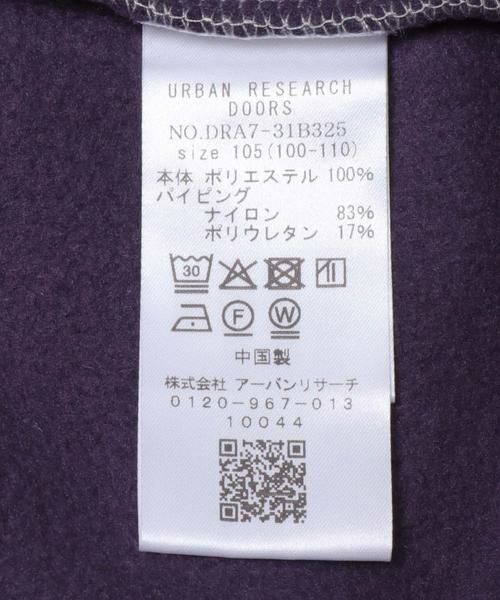 URBAN RESEARCH
DOORS
NO.DRA7-31B325
size 105(100-110)
本体 ポリエステル 100%
パイピング
ナイロン 83%
ポリウレタン 17%
30
F W
中国製
株式会社 アーバンリサーチ
0120-967-013
10044